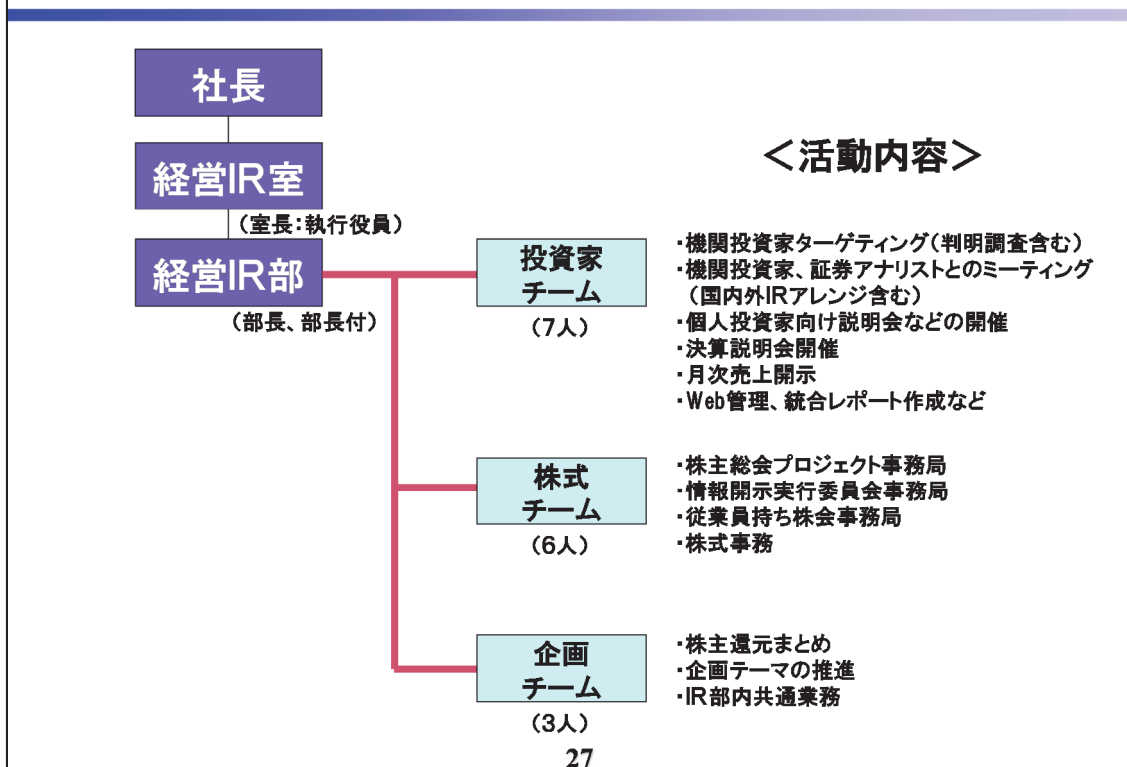 社長
経営IR室
（室長：執行役員）
経営IR部
（部長、部長付）
＜活動内容＞
投資家
チーム
（7人）
・機関投資家ターゲティング（判明調査含む）
・機関投資家、証券アナリストとのミーティング
（国内外IRアレンジ含む）
・個人投資家向け説明会などの開催
・決算説明会開催
・月次売上開示
・Web管理、統合レポート作成など
株式
チーム
（6人）
・株主総会プロジェクト事務局
・情報開示実行委員会事務局
・従業員持ち株会事務局
・株式事務
企画
チーム
（3人）
・株主還元まとめ
・企画テーマの推進
・IR部内共通業務
27